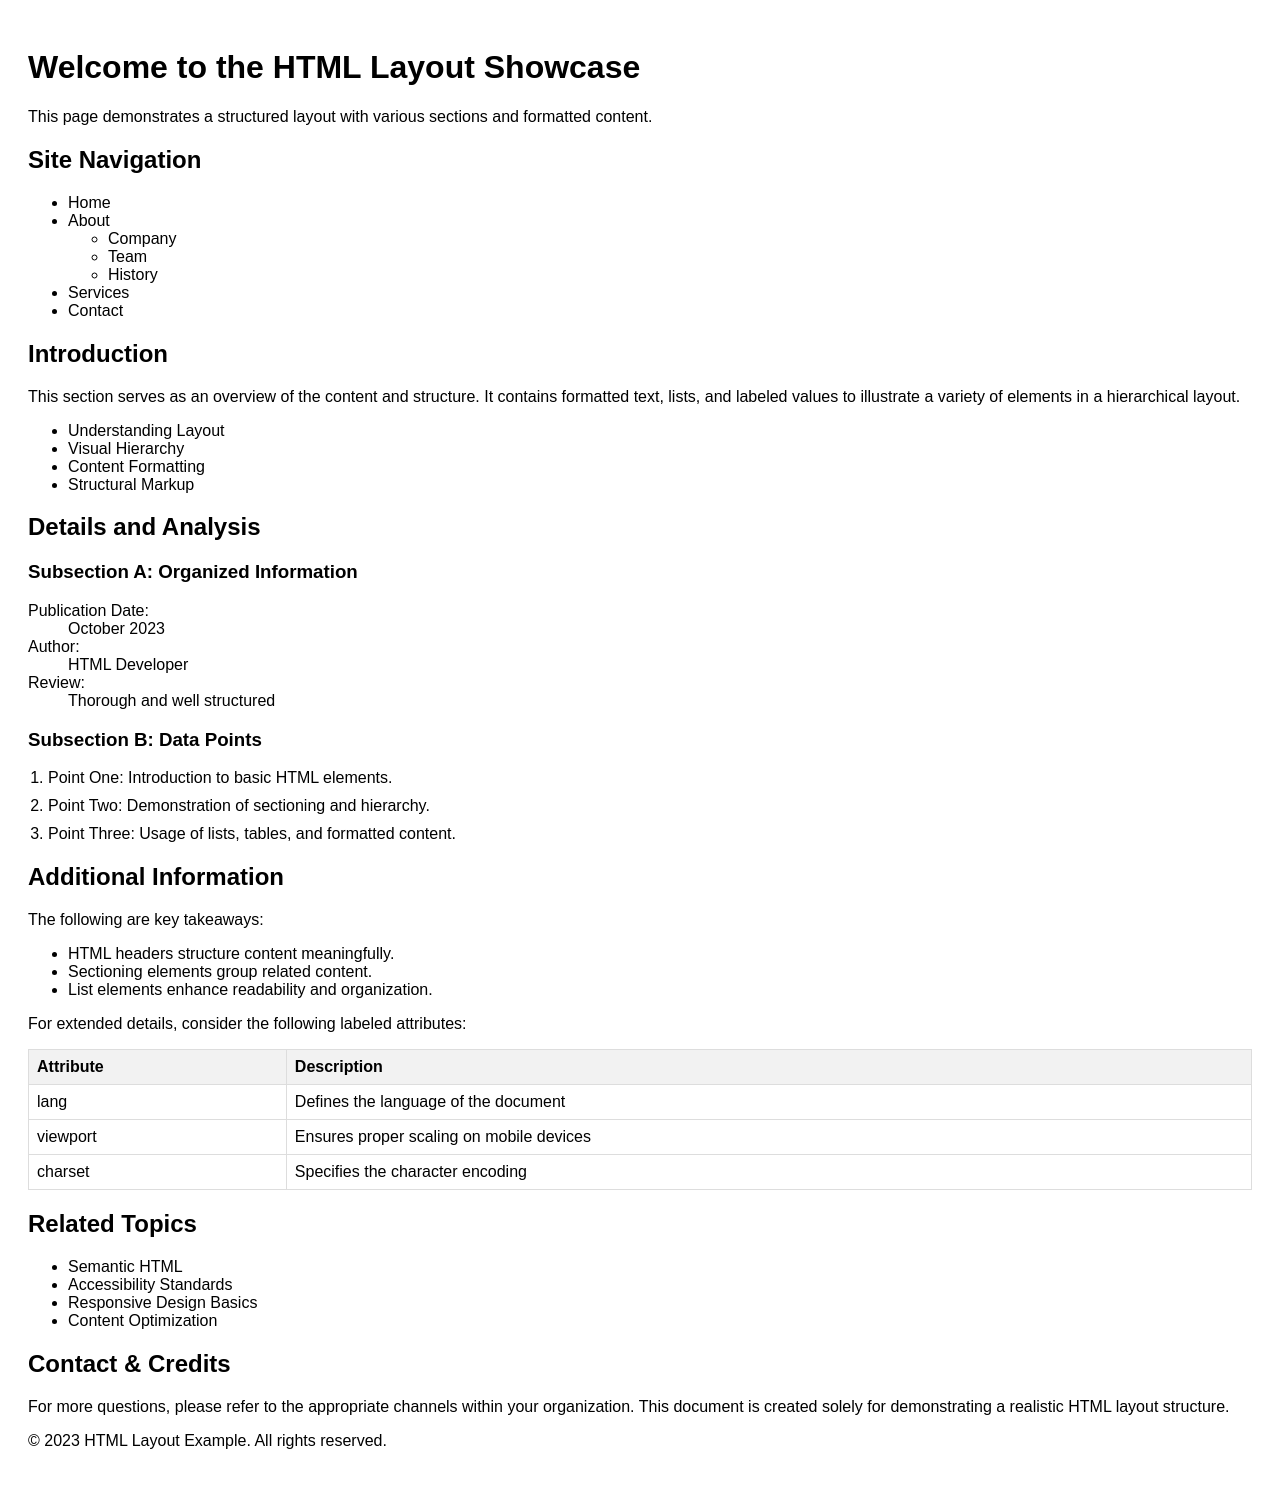 Welcome to the HTML Layout Showcase
This page demonstrates a structured layout with various sections and formatted content.
Site Navigation
Home
About
Company
Team
History
Services
Contact
Introduction
This section serves as an overview of the content and structure. It contains formatted text, lists, and labeled values to illustrate a variety of elements in a hierarchical layout.
Understanding Layout
Visual Hierarchy
Content Formatting
Structural Markup
Details and Analysis
Subsection A: Organized Information
Publication Date:
October 2023
Author:
HTML Developer
Review:
Thorough and well structured
Subsection B: Data Points
1. Point One: Introduction to basic HTML elements.
2. Point Two: Demonstration of sectioning and hierarchy.
3. Point Three: Usage of lists, tables, and formatted content.
Additional Information
The following are key takeaways:
HTML headers structure content meaningfully.
Sectioning elements group related content.
List elements enhance readability and organization.
For extended details, consider the following labeled attributes:
Attribute Description
lang Defines the language of the document
viewport Ensures proper scaling on mobile devices
charset Specifies the character encoding
Related Topics
Semantic HTML
Accessibility Standards
Responsive Design Basics
Content Optimization
Contact & Credits
For more questions, please refer to the appropriate channels within your organization. This document is created solely for demonstrating a realistic HTML layout structure.
© 2023 HTML Layout Example. All rights reserved.